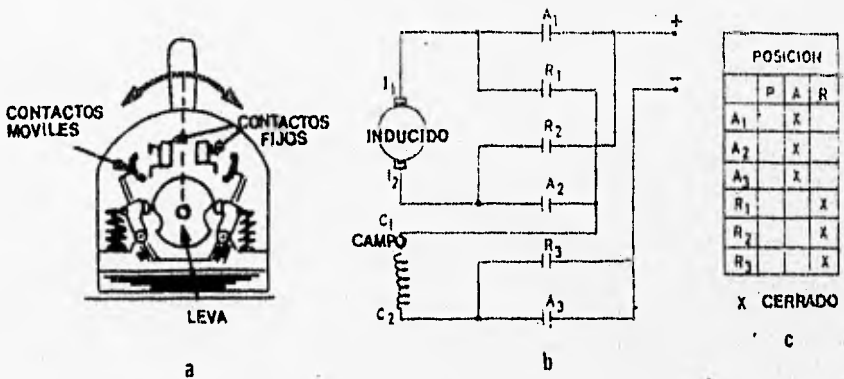 CONTACTOS
MOVILES
CONTACTOS
FIJOS
LEVA
a
A1
+
R1
-
I1
INDUCIDO
R2
I2
A2
C1
CAMPO
R3
C2
A3
b
POSICION
P A R
A1 X
A2 X
A3 X
R1 X
R2 X
R3 X
X CERRADO
c